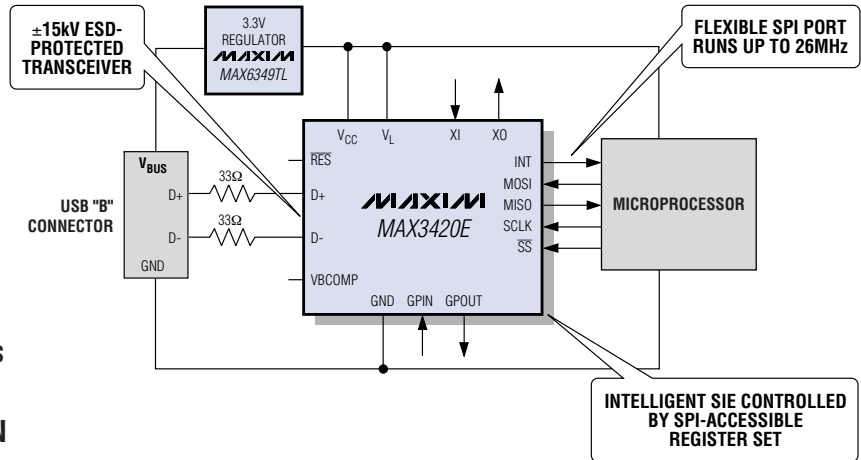 ±15kV ESD-
PROTECTED
TRANSCEIVER
3.3V
REGULATOR
MAXIM
MAX6349TL
FLEXIBLE SPI PORT
RUNS UP TO 26MHz
VCC
VL
XI
XO
VBUS
D+
D-
GND
USB "B"
CONNECTOR
33Ω
33Ω
RES
D+
D-
VBCOMP
MAXIM
MAX3420E
INT
MOSI
MISO
SCLK
SS
GND
GPIN
GPOUT
MICROPROCESSOR
INTELLIGENT SIE CONTROLLED
BY SPI-ACCESSIBLE
REGISTER SET
S
N